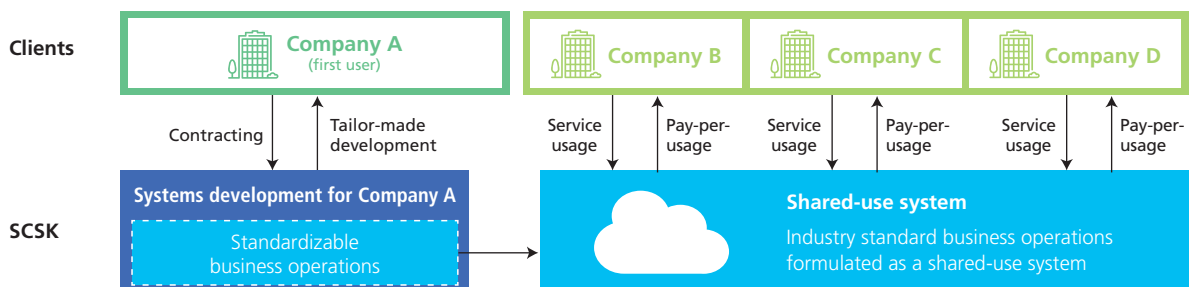 Clients
Company A
(first user)
Company B
Company C
Company D
Contracting
Tailor-made
development
Service
usage
Pay-per-
usage
Service
usage
Pay-per-
usage
Service
usage
Pay-per-
usage
SCSK
Systems development for Company A
Standardizable
business operations
Shared-use system
Industry standard business operations
formulated as a shared-use system